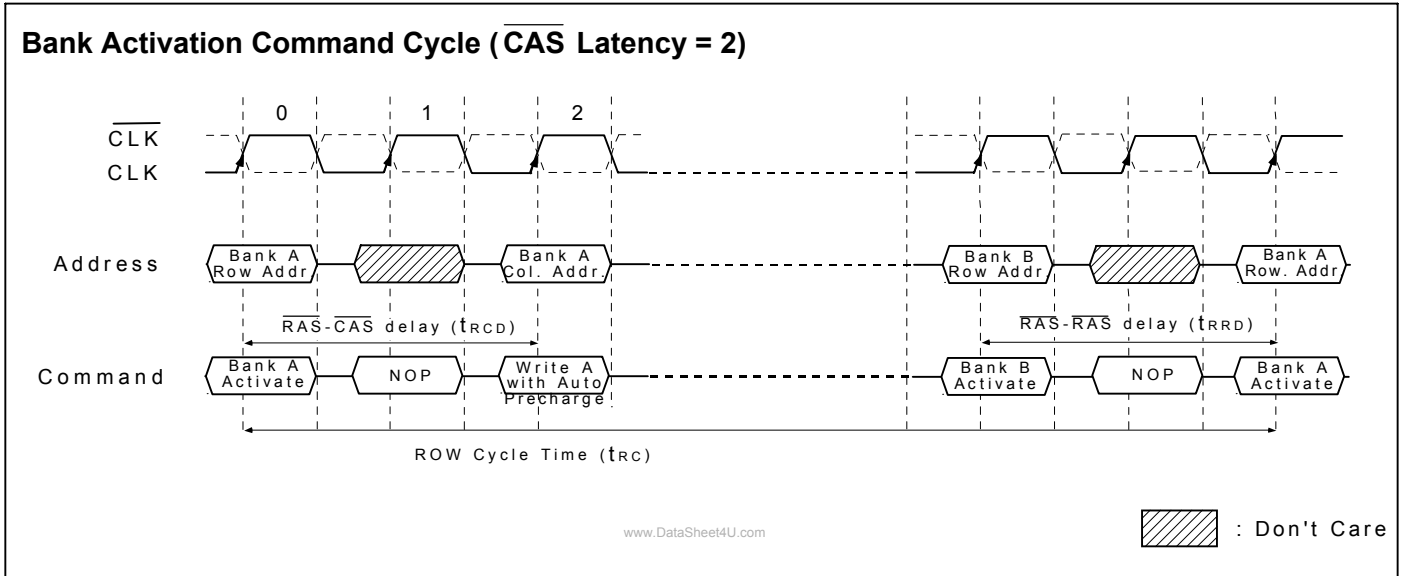 Bank Activation Command Cycle (CAS Latency = 2)
0 1 2
CLK
CLK
Address
Bank A
Row Addr.
Bank A
Col. Addr.
Bank B
Row Addr.
Bank A
Row. Addr.
RAS-CAS delay (tRCD)
RAS-RAS delay (tRRD)
Command
Bank A
Activate
NOP
Write A
with Auto
Precharge
Bank B
Activate
NOP
Bank A
Activate
ROW Cycle Time (tRC)
www.DataSheet4U.com
: Don't Care